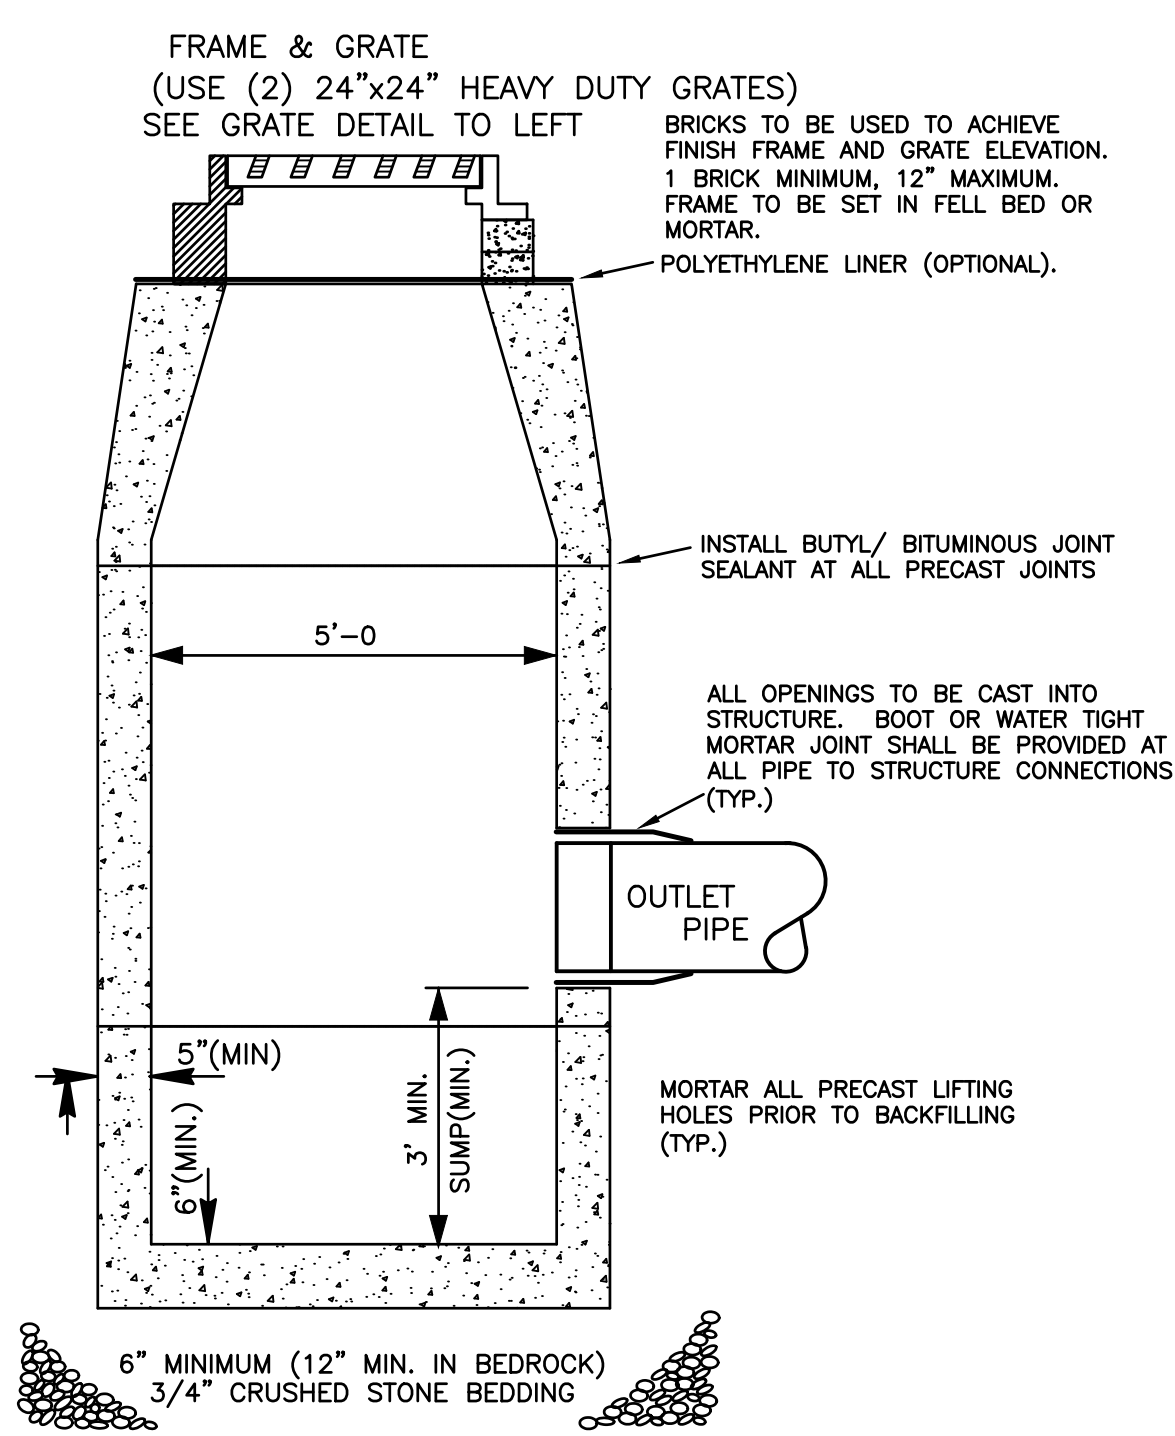 FRAME & GRATE
(USE (2) 24"x24" HEAVY DUTY GRATES)
SEE GRATE DETAIL TO LEFT
BRICKS TO BE USED TO ACHIEVE
FINISH FRAME AND GRATE ELEVATION.
1 BRICK MINIMUM, 12" MAXIMUM.
FRAME TO BE SET IN FELL BED OR
MORTAR.
POLYETHYLENE LINER (OPTIONAL).
INSTALL BUTYL/ BITUMINOUS JOINT
SEALANT AT ALL PRECAST JOINTS
5'-0
ALL OPENINGS TO BE CAST INTO
STRUCTURE. BOOT OR WATER TIGHT
MORTAR JOINT SHALL BE PROVIDED AT
ALL PIPE TO STRUCTURE CONNECTIONS
(TYP.)
OUTLET
PIPE
5"(MIN)
6"(MIN.)
3' MIN.
SUMP(MIN.)
MORTAR ALL PRECAST LIFTING
HOLES PRIOR TO BACKFILLING
(TYP.)
6" MINIMUM (12" MIN. IN BEDROCK)
3/4" CRUSHED STONE BEDDING